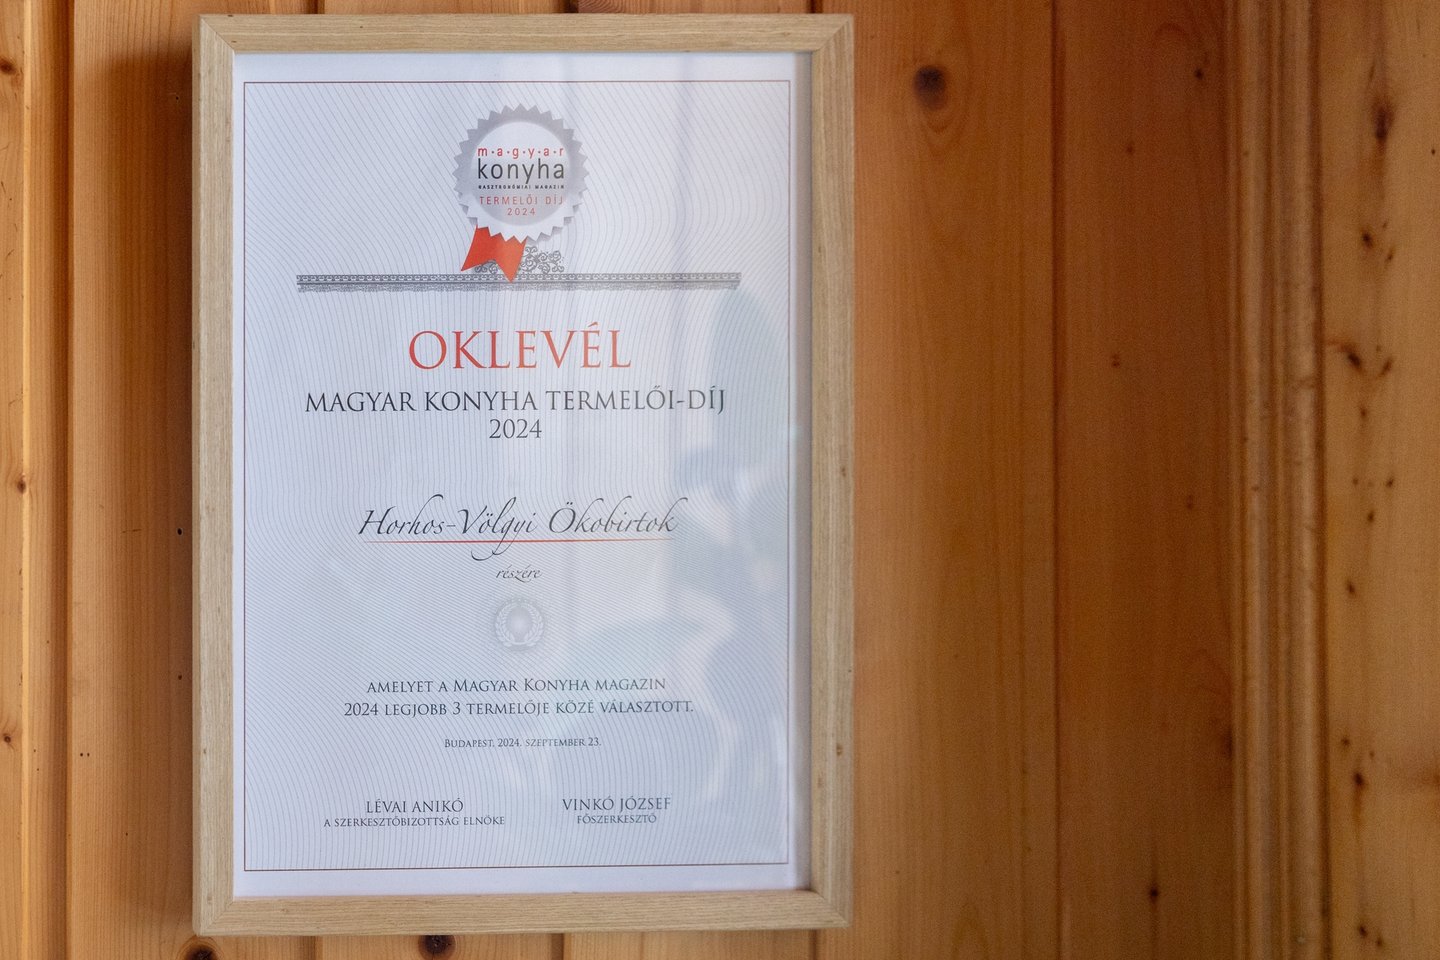 m·a·g·y·a·r
konyha
GASZTRONÓMIAI MAGAZIN
TERMELŐI DÍJ
2024
OKLEVÉL
MAGYAR KONYHA TERMELŐI-DÍJ
2024
Horhos-Völgyi Ökobirtok
részére
AMELYET A MAGYAR KONYHA MAGAZIN
2024 LEGJOBB 3 TERMELŐJE KÖZÉ VÁLASZTOTT.
BUDAPEST, 2024. SZEPTEMBER 23.
LÉVAI ANIKÓ
A SZERKESZTŐBIZOTTSÁG ELNÖKE
VINKÓ JÓZSEF
FŐSZERKESZTŐ